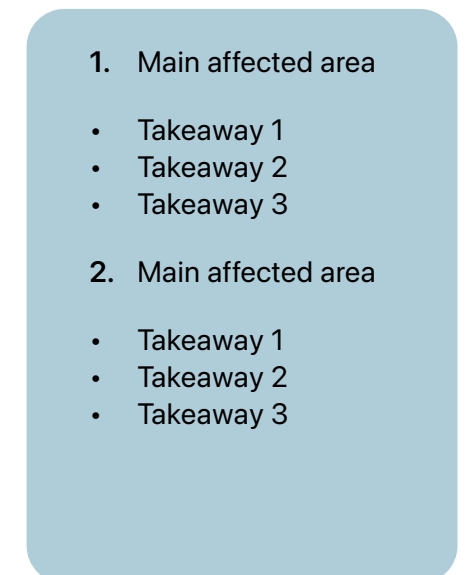 1. Main affected area
• Takeaway 1
• Takeaway 2
• Takeaway 3
2. Main affected area
• Takeaway 1
• Takeaway 2
• Takeaway 3